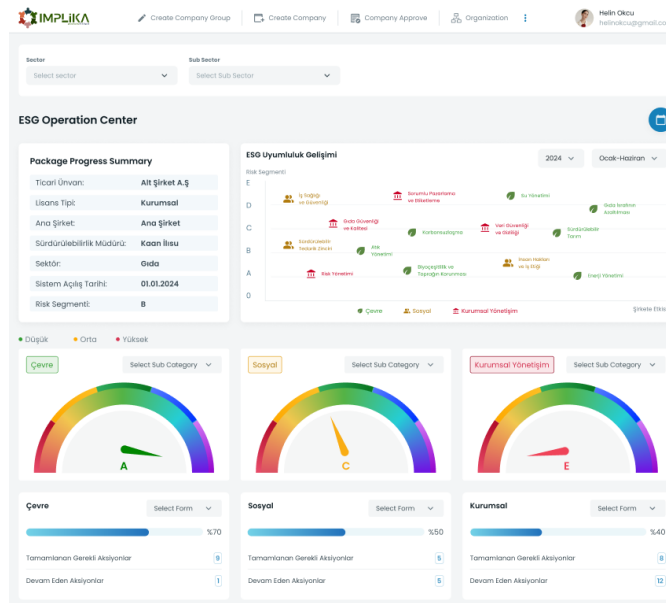 IMPLIKA
Create Company Group
Create Company
Company Approve
Organization
Helin Okcu
helinokcu@gmail.co
Sector
Sub Sector
Select sector
Select Sub Sector
ESG Operation Center
Package Progress Summary
Ticari Ünvan: Alt Şirket A.Ş
Lisans Tipi: Kurumsal
Ana Şirket: Ana Şirket
Sürdürülebilirlik Müdürü: Kaan İlısu
Sektör: Gıda
Sistem Açılış Tarihi: 01.01.2024
Risk Segmenti: B
ESG Uyumluluk Gelişimi
2024
Ocak-Haziran
Risk Segmenti
E
D
C
B
A
0
İş Sağlığı
ve Güvenliği
Sorumlu Pazarlama
ve Etiketleme
Su Yönetimi
Gıda İsrafının
Azaltılması
Gıda Güvenliği
ve Kalitesi
Karbonsuzlaşma
Veri Güvenliği
ve Gizliliği
Sürdürülebilir
Tarım
Sürdürülebilir
Tedarik Zinciri
Atık
Yönetimi
Risk Yönetimi
Biyoçeşitlilik ve
Toprağın Korunması
İnsan Hakları
ve İş Etiği
Enerji Yönetimi
Çevre
Sosyal
Kurumsal Yönetişim
Şirkete Etkis
Düşük
Orta
Yüksek
Çevre
Select Sub Category
A
Sosyal
Select Sub Category
C
Kurumsal Yönetişim
Select Sub Category
E
Çevre
Select Form
%70
Tamamlanan Gerekli Aksiyonlar 9
Devam Eden Aksiyonlar 1
Sosyal
Select Form
%50
Tamamlanan Gerekli Aksiyonlar 5
Devam Eden Aksiyonlar 5
Kurumsal
Select Form
%40
Tamamlanan Gerekli Aksiyonlar 8
Devam Eden Aksiyonlar 12